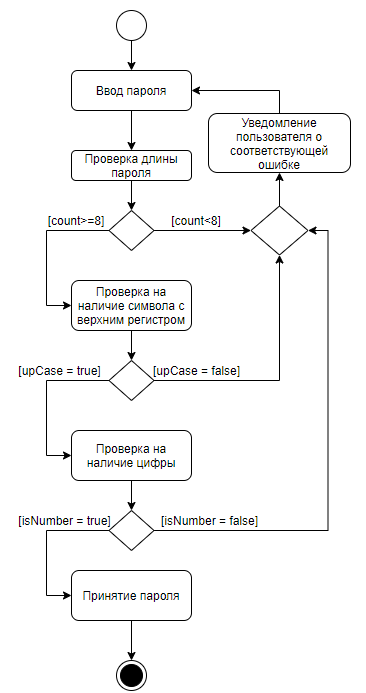 Ввод пароля
Уведомление
пользователя о
соответствующей
ошибке
Проверка длины
пароля
[count>=8]
[count<8]
Проверка на
наличие символа с
верхним регистром
[upCase = true]
[upCase = false]
Проверка на
наличие цифры
[isNumber = true]
[isNumber = false]
Принятие пароля